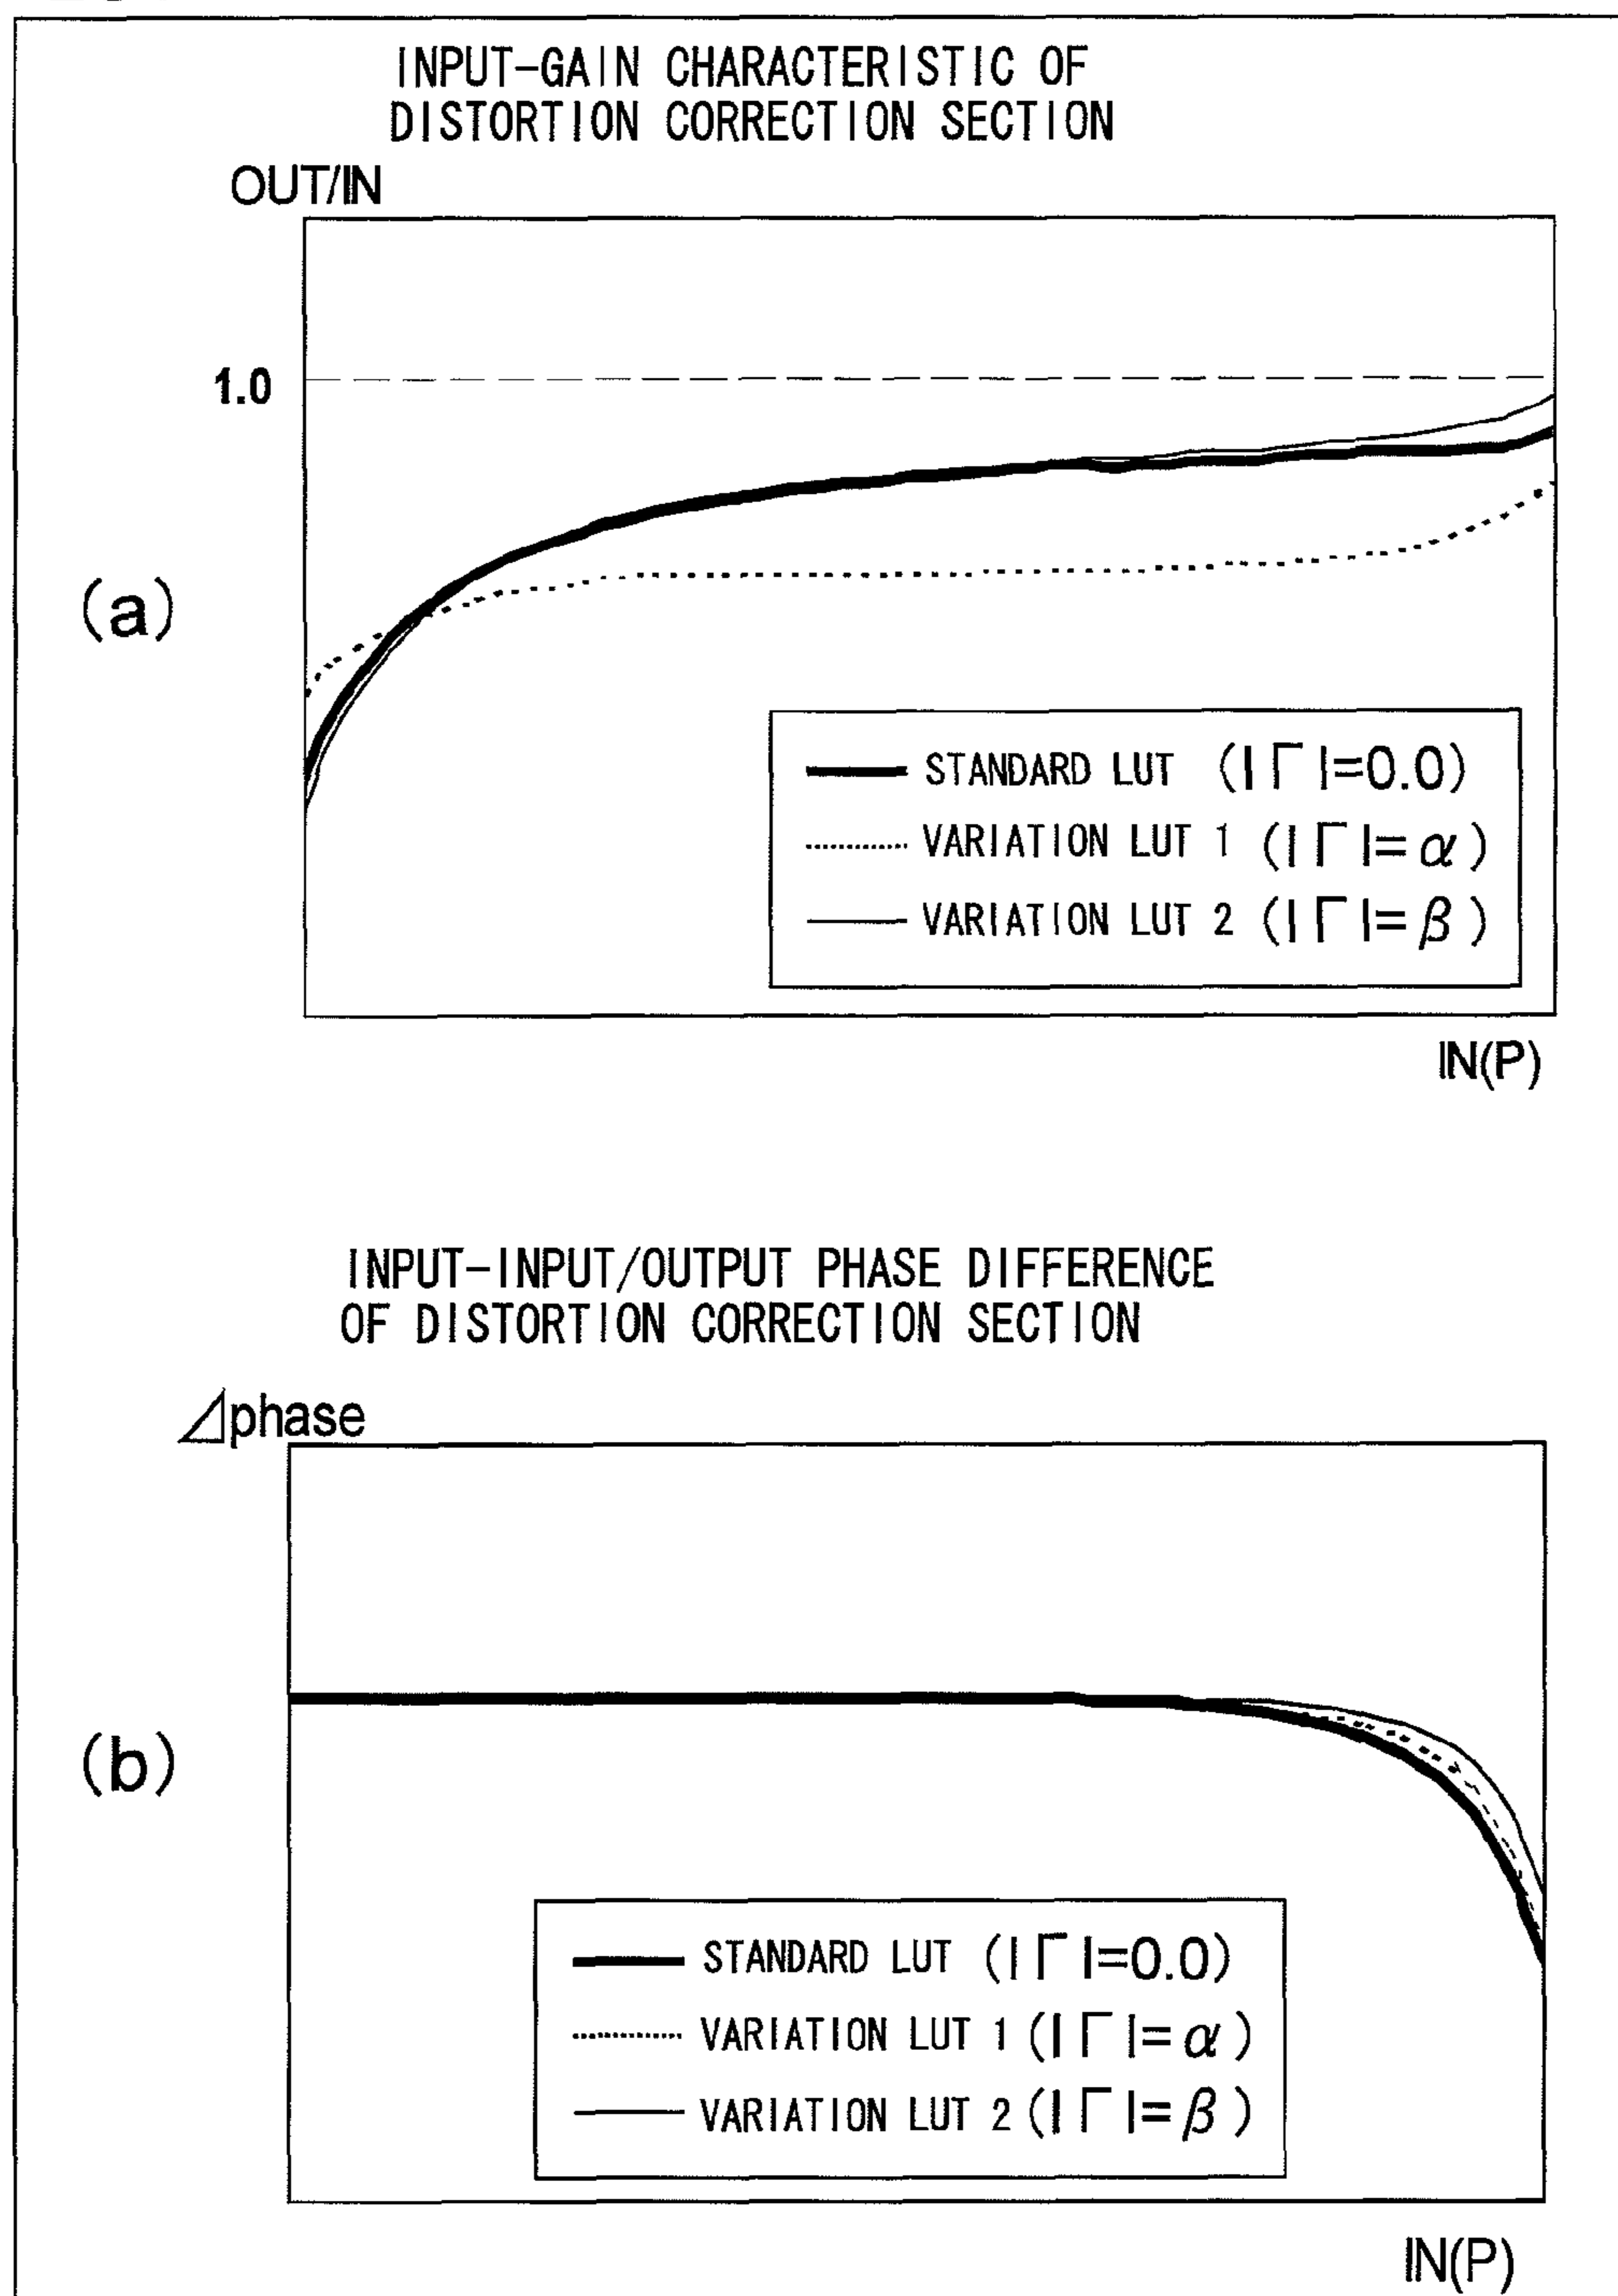 INPUT-GAIN CHARACTERISTIC OF
DISTORTION CORRECTION SECTION
OUT/IN
1.0
(a)
STANDARD LUT (|Γ|=0.0)
VARIATION LUT 1 (|Γ|=α)
VARIATION LUT 2 (|Γ|=β)
IN(P)
INPUT-INPUT/OUTPUT PHASE DIFFERENCE
OF DISTORTION CORRECTION SECTION
⊿phase
(b)
STANDARD LUT (|Γ|=0.0)
VARIATION LUT 1 (|Γ|=α)
VARIATION LUT 2 (|Γ|=β)
IN(P)